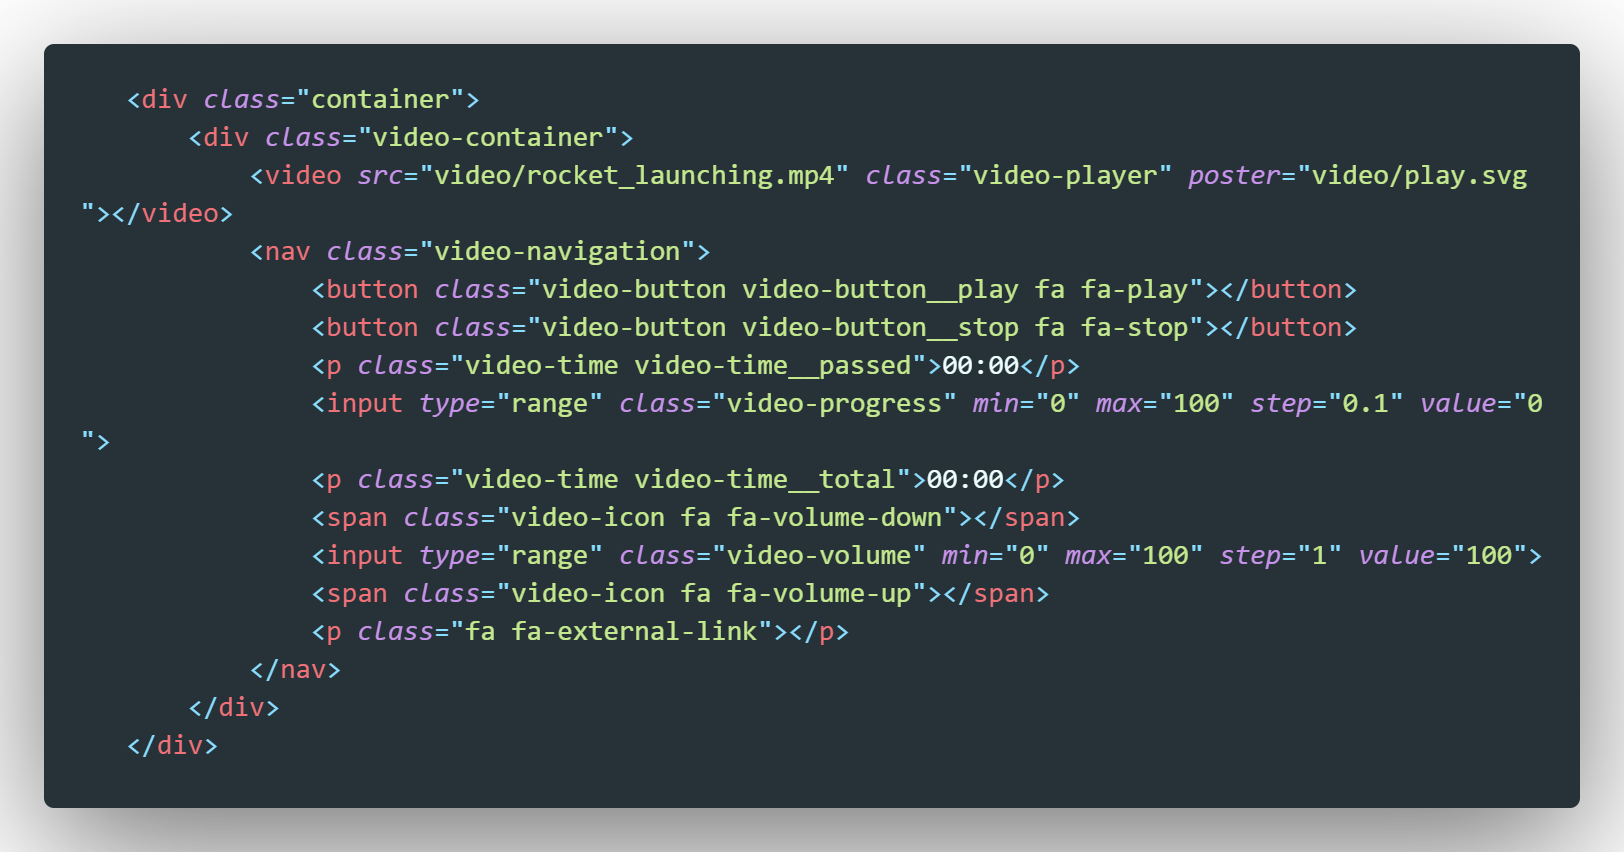 <div class="container">
<div class="video-container">
<video src="video/rocket_launching.mp4" class="video-player" poster="video/play.svg
"></video>
<nav class="video-navigation">
<button class="video-button video-button__play fa fa-play"></button>
<button class="video-button video-button__stop fa fa-stop"></button>
<p class="video-time video-time__passed">00:00</p>
<input type="range" class="video-progress" min="0" max="100" step="0.1" value="0
">
<p class="video-time video-time__total">00:00</p>
<span class="video-icon fa fa-volume-down"></span>
<input type="range" class="video-volume" min="0" max="100" step="1" value="100">
<span class="video-icon fa fa-volume-up"></span>
<p class="fa fa-external-link"></p>
</nav>
</div>
</div>